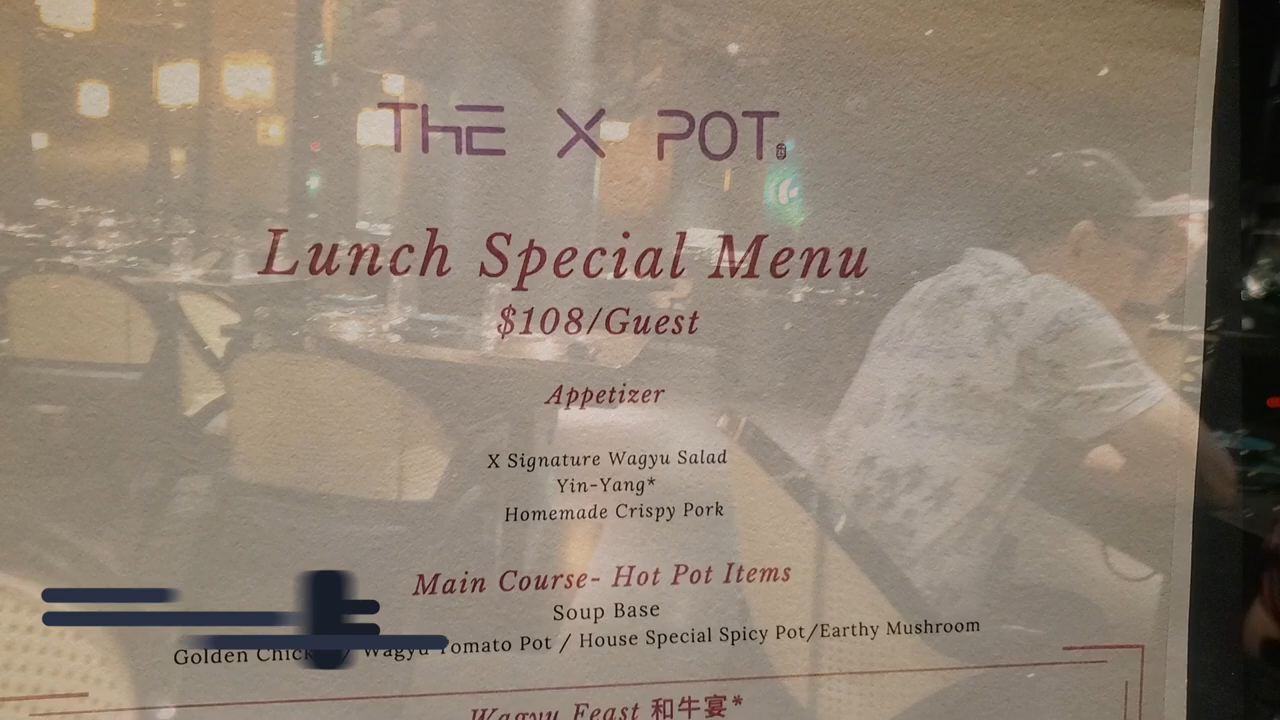 THE X POT
Lunch Special Menu
$108/Guest
Appetizer
X Signature Wagyu Salad
Yin-Yang*
Homemade Crispy Pork
Main Course- Hot Pot Items
Soup Base
Golden / Wagyu Tomato Pot / House Special Spicy Pot/Earthy Mushroom
Wagyu Feast 和牛宴*